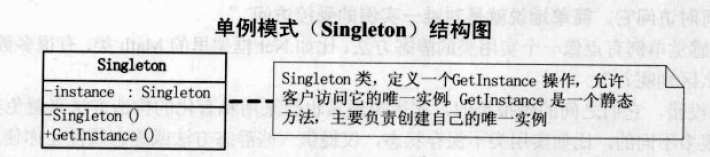 单例模式（Singleton）结构图
Singleton
-instance : Singleton
-Singleton()
+GetInstance()
Singleton 类，定义一个GetInstance 操作，允许
客户访问它的唯一实例。GetInstance 是一个静态
方法，主要负责创建自己的唯一实例